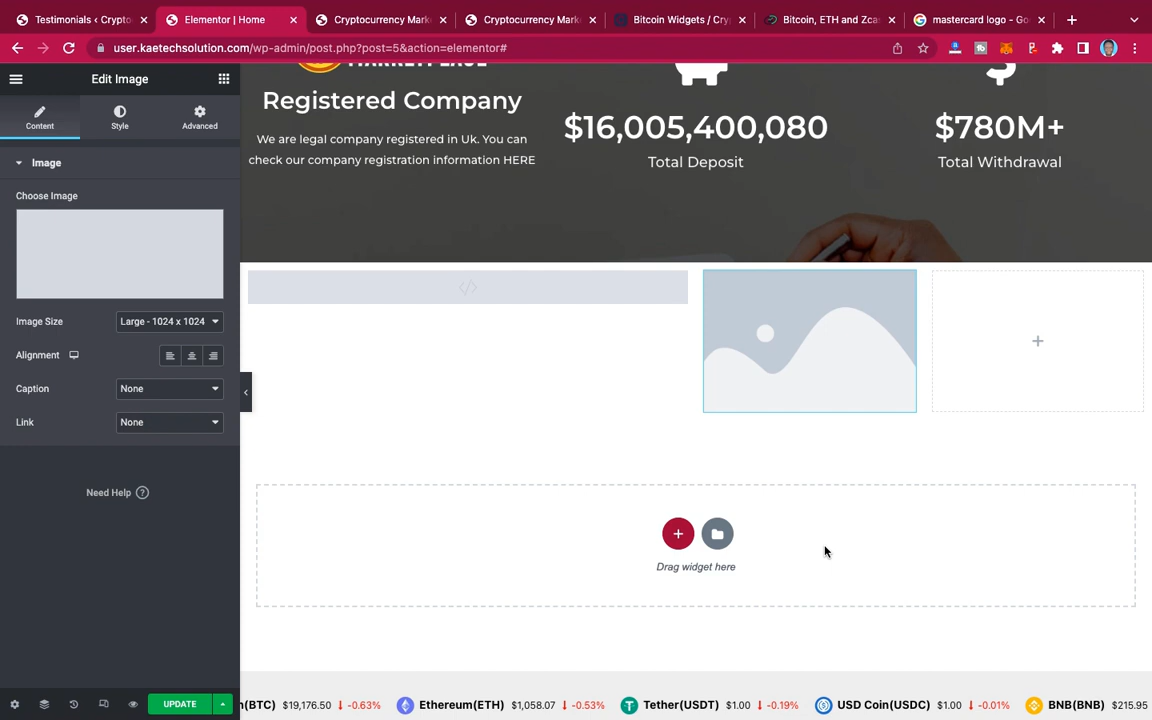 Testimonials ‹ Crypto
Elementor | Home
Cryptocurrency Mark
Cryptocurrency Mark
Bitcoin Widgets / Cry
Bitcoin, ETH and Zcas
mastercard logo - Go
user.kaetechsolution.com/wp-admin/post.php?post=5&action=elementor#
Edit Image
Content
Style
Advanced
Image
Choose Image
Image Size
Large - 1024 x 1024
Alignment
Caption
None
Link
None
Need Help
UPDATE
Registered Company
We are legal company registered in Uk. You can
check our company registration information HERE
$16,005,400,080
Total Deposit
$780M+
Total Withdrawal
Drag widget here
(BTC) $19,176.50 -0.63%
Ethereum(ETH) $1,058.07 -0.53%
Tether(USDT) $1.00 -0.19%
USD Coin(USDC) $1.00 -0.01%
BNB(BNB) $215.95